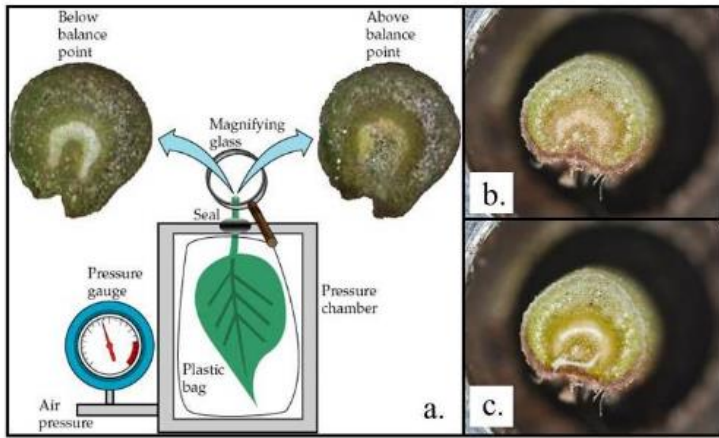 Below
balance
point
Above
balance
point
Magnifying
glass
Seal
Pressure
gauge
Pressure
chamber
Plastic
bag
Air
pressure
a.
b.
c.